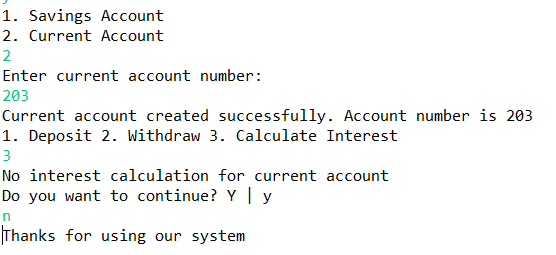 1. Savings Account
2. Current Account
2
Enter current account number:
203
Current account created successfully. Account number is 203
1. Deposit 2. Withdraw 3. Calculate Interest
3
No interest calculation for current account
Do you want to continue? Y | y
n
Thanks for using our system